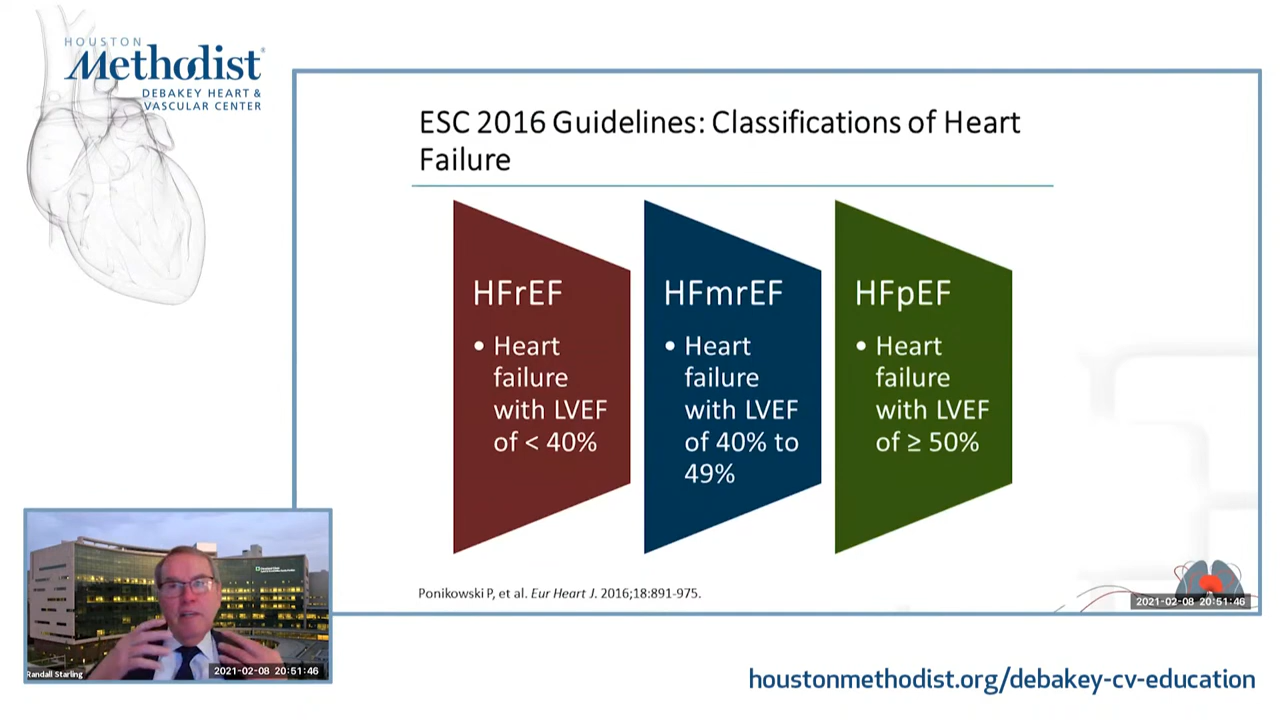 HOUSTON
Methodist
DEBAKEY HEART &
VASCULAR CENTER
ESC 2016 Guidelines: Classifications of Heart
Failure
HFrEF
• Heart
failure
with LVEF
of < 40%
HFmrEF
• Heart
failure
with LVEF
of 40% to
49%
HFpEF
• Heart
failure
with LVEF
of ≥ 50%
Ponikowski P, et al. Eur Heart J. 2016;18:891-975.
2021-02-08 20:51:46
Randall Starling
2021-02-08 20:51:46
houstonmethodist.org/debakey-cv-education